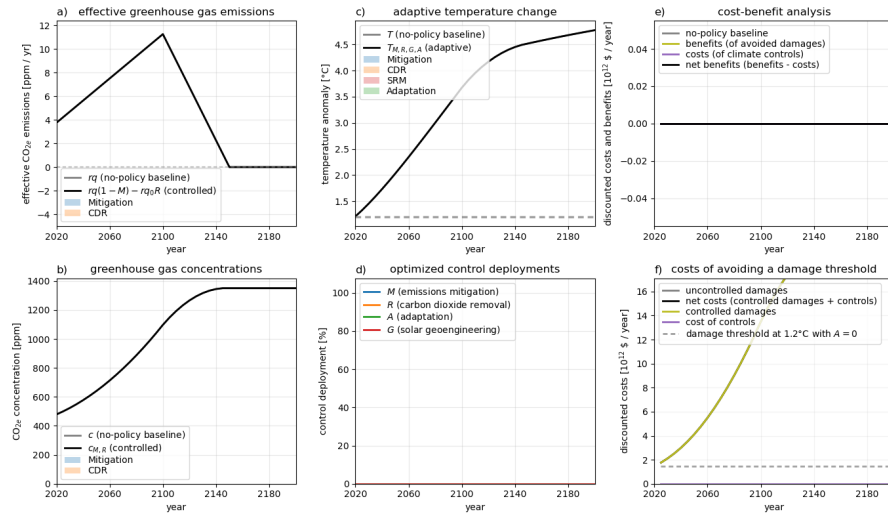 a) effective greenhouse gas emissions
effective CO2e emissions [ppm / yr]
12
10
8
6
4
2
0
−2
−4
rq (no-policy baseline)
rq(1 − M) − rq0R (controlled)
Mitigation
CDR
2020 2060 2100 2140 2180
year
c) adaptive temperature change
temperature anomaly [°C]
4.5
4.0
3.5
3.0
2.5
2.0
1.5
T (no-policy baseline)
TM,R,G,A (adaptive)
Mitigation
CDR
SRM
Adaptation
2020 2060 2100 2140 2180
year
e) cost-benefit analysis
discounted costs and benefits [10^12 $ / year]
0.04
0.02
0.00
−0.02
−0.04
no-policy baseline
benefits (of avoided damages)
costs (of climate controls)
net benefits (benefits - costs)
2020 2060 2100 2140 2180
year
b) greenhouse gas concentrations
CO2e concentration [ppm]
1400
1200
1000
800
600
400
200
0
c (no-policy baseline)
cM,R (controlled)
Mitigation
CDR
2020 2060 2100 2140 2180
year
d) optimized control deployments
control deployment [%]
100
80
60
40
20
0
M (emissions mitigation)
R (carbon dioxide removal)
A (adaptation)
G (solar geoengineering)
2020 2060 2100 2140 2180
year
f) costs of avoiding a damage threshold
discounted costs [10^12 $ / year]
16
14
12
10
8
6
4
2
0
uncontrolled damages
net costs (controlled damages + controls)
controlled damages
cost of controls
damage threshold at 1.2°C with A = 0
2020 2060 2100 2140 2180
year